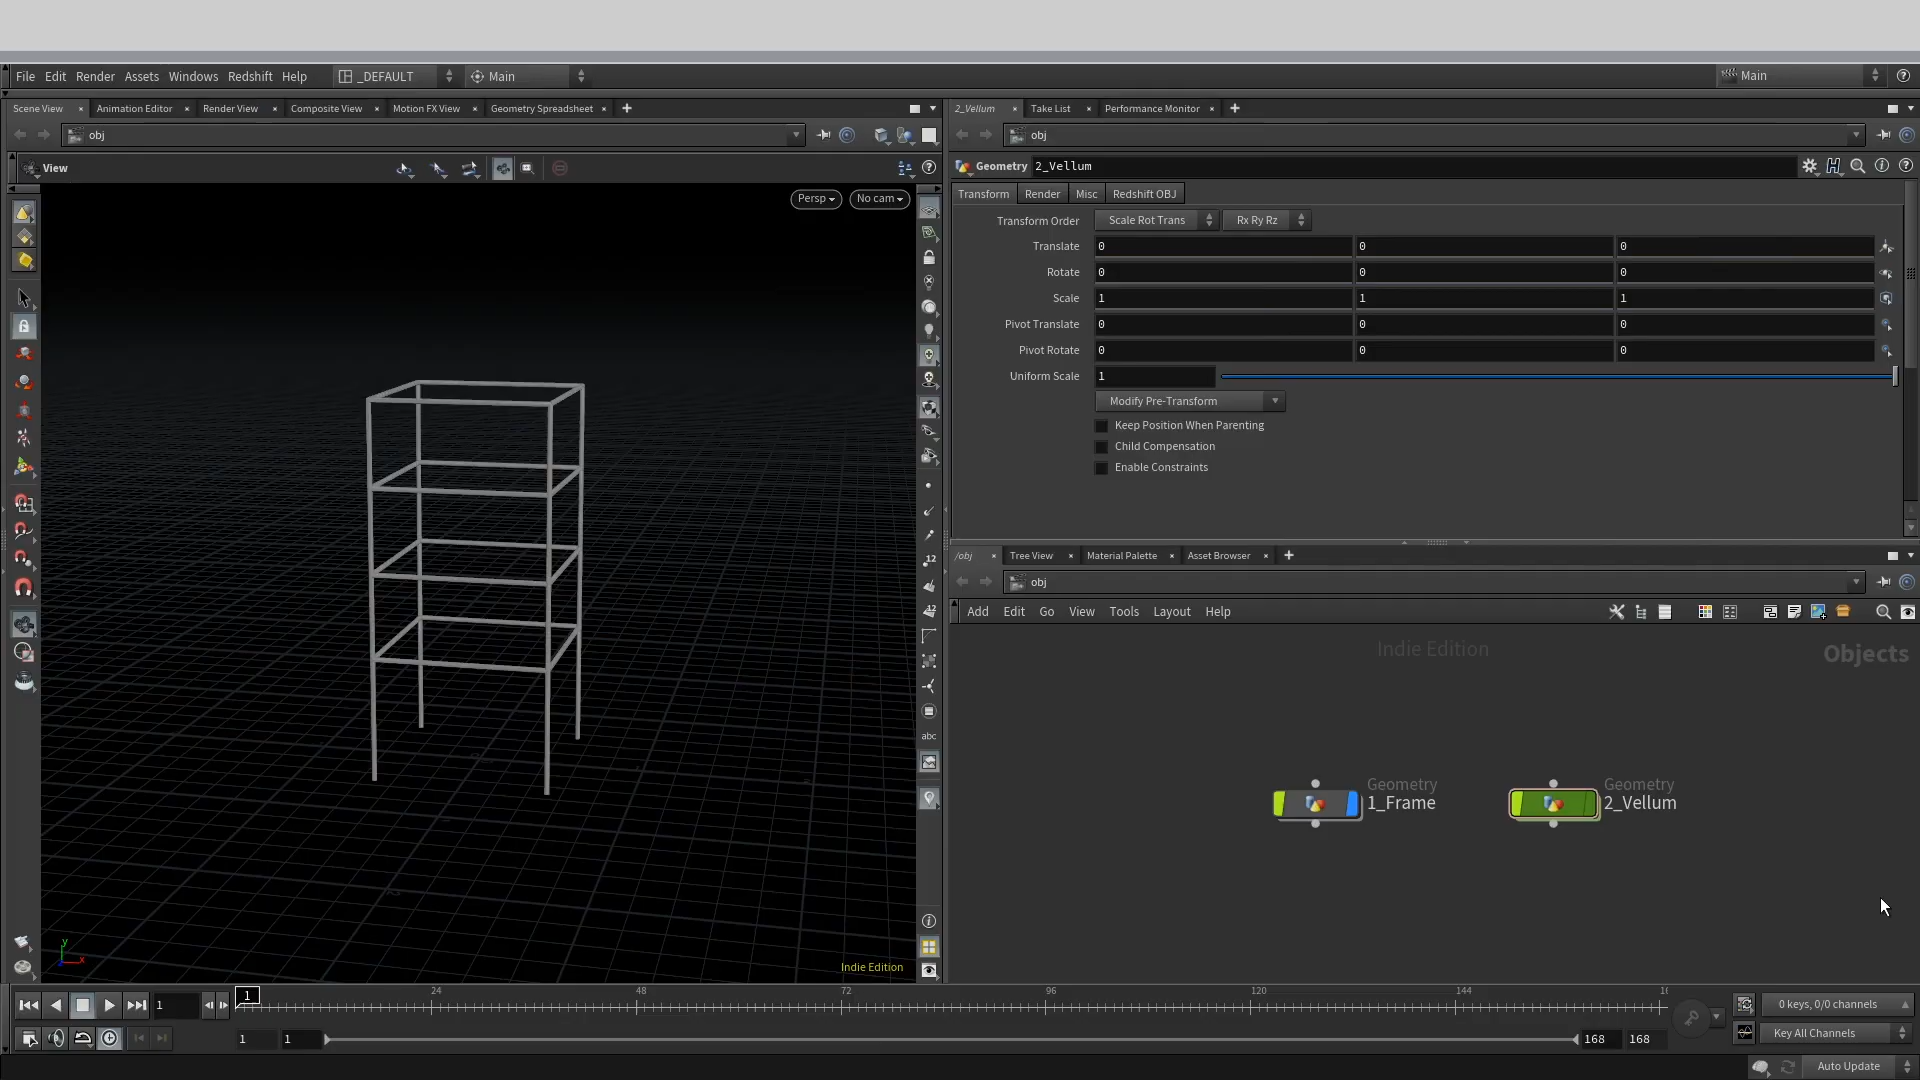 File Edit Render Assets Windows Redshift Help _DEFAULT Main Main
Scene View Animation Editor Render View Composite View Motion FX View Geometry Spreadsheet
2_Vellum Take List Performance Monitor
obj
obj
View
Geometry 2_Vellum
Persp No cam
Transform Render Misc Redshift OBJ
Transform Order Scale Rot Trans Rx Ry Rz
Translate 0 0 0
Rotate 0 0 0
Scale 1 1 1
Pivot Translate 0 0 0
Pivot Rotate 0 0 0
Uniform Scale 1
Modify Pre-Transform
Keep Position When Parenting
Child Compensation
Enable Constraints
12
12
abc
/obj Tree View Material Palette Asset Browser
obj
Add Edit Go View Tools Layout Help
Indie Edition
Objects
Geometry
1_Frame
Geometry
2_Vellum
y
x
Indie Edition
1 1 24 48 72 96 120 144 16
0 keys, 0/0 channels
1 1 168 168
Key All Channels
Auto Update